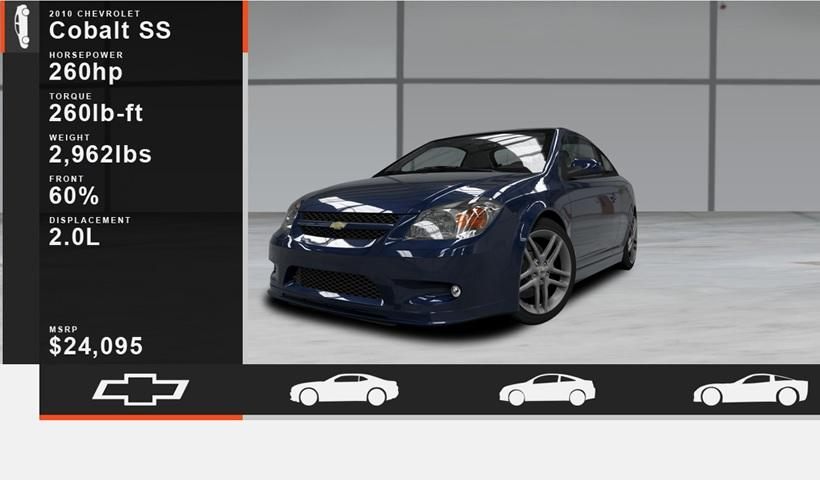 2010 CHEVROLET
Cobalt SS
HORSEPOWER
260hp
TORQUE
260lb-ft
WEIGHT
2,962lbs
FRONT
60%
DISPLACEMENT
2.0L
MSRP
$24,095